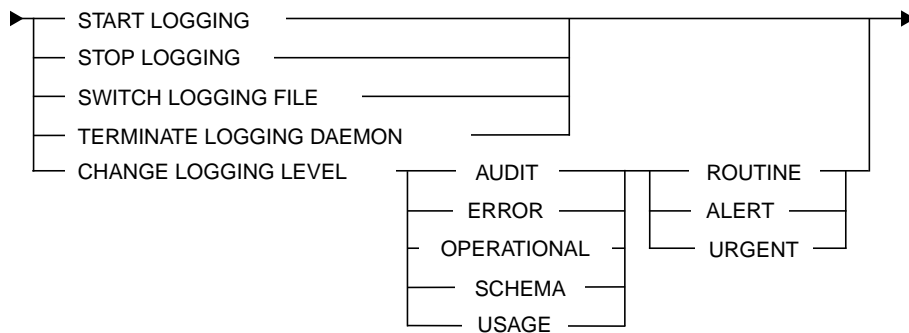 START LOGGING
STOP LOGGING
SWITCH LOGGING FILE
TERMINATE LOGGING DAEMON
CHANGE LOGGING LEVEL AUDIT ROUTINE
ERROR ALERT
OPERATIONAL URGENT
SCHEMA
USAGE